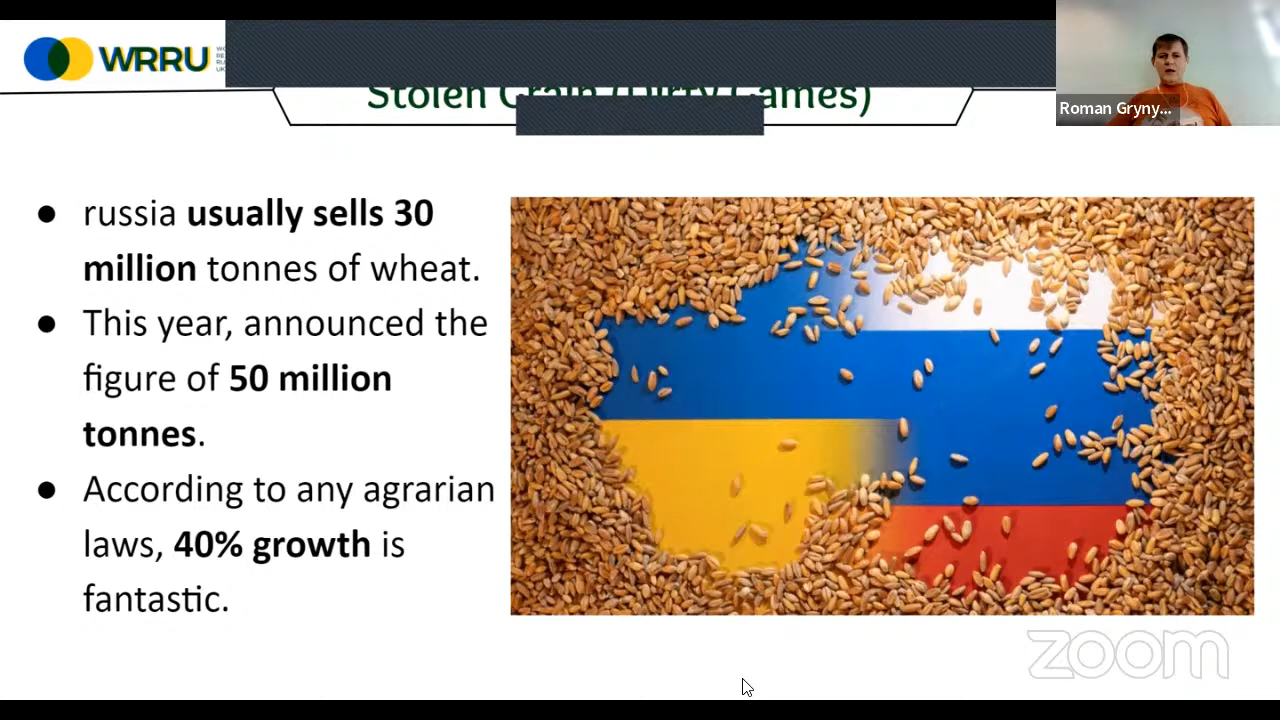 WRRU
Stolen Grain (Dirty Games)
Roman Gryny...
● russia usually sells 30
million tonnes of wheat.
● This year, announced the
figure of 50 million
tonnes.
● According to any agrarian
laws, 40% growth is
fantastic.
zoom